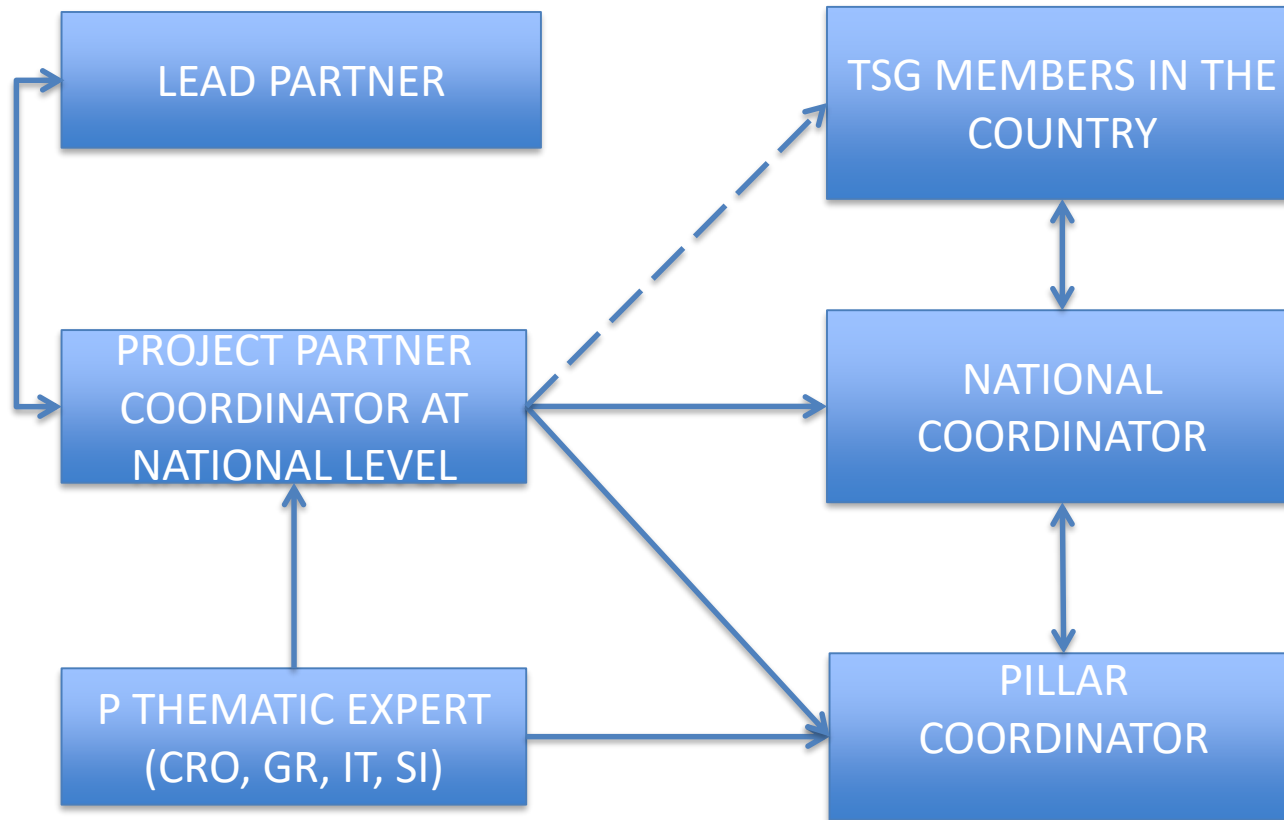 LEAD PARTNER
TSG MEMBERS IN THE
COUNTRY
PROJECT PARTNER
COORDINATOR AT
NATIONAL LEVEL
NATIONAL
COORDINATOR
P THEMATIC EXPERT
(CRO, GR, IT, SI)
PILLAR
COORDINATOR